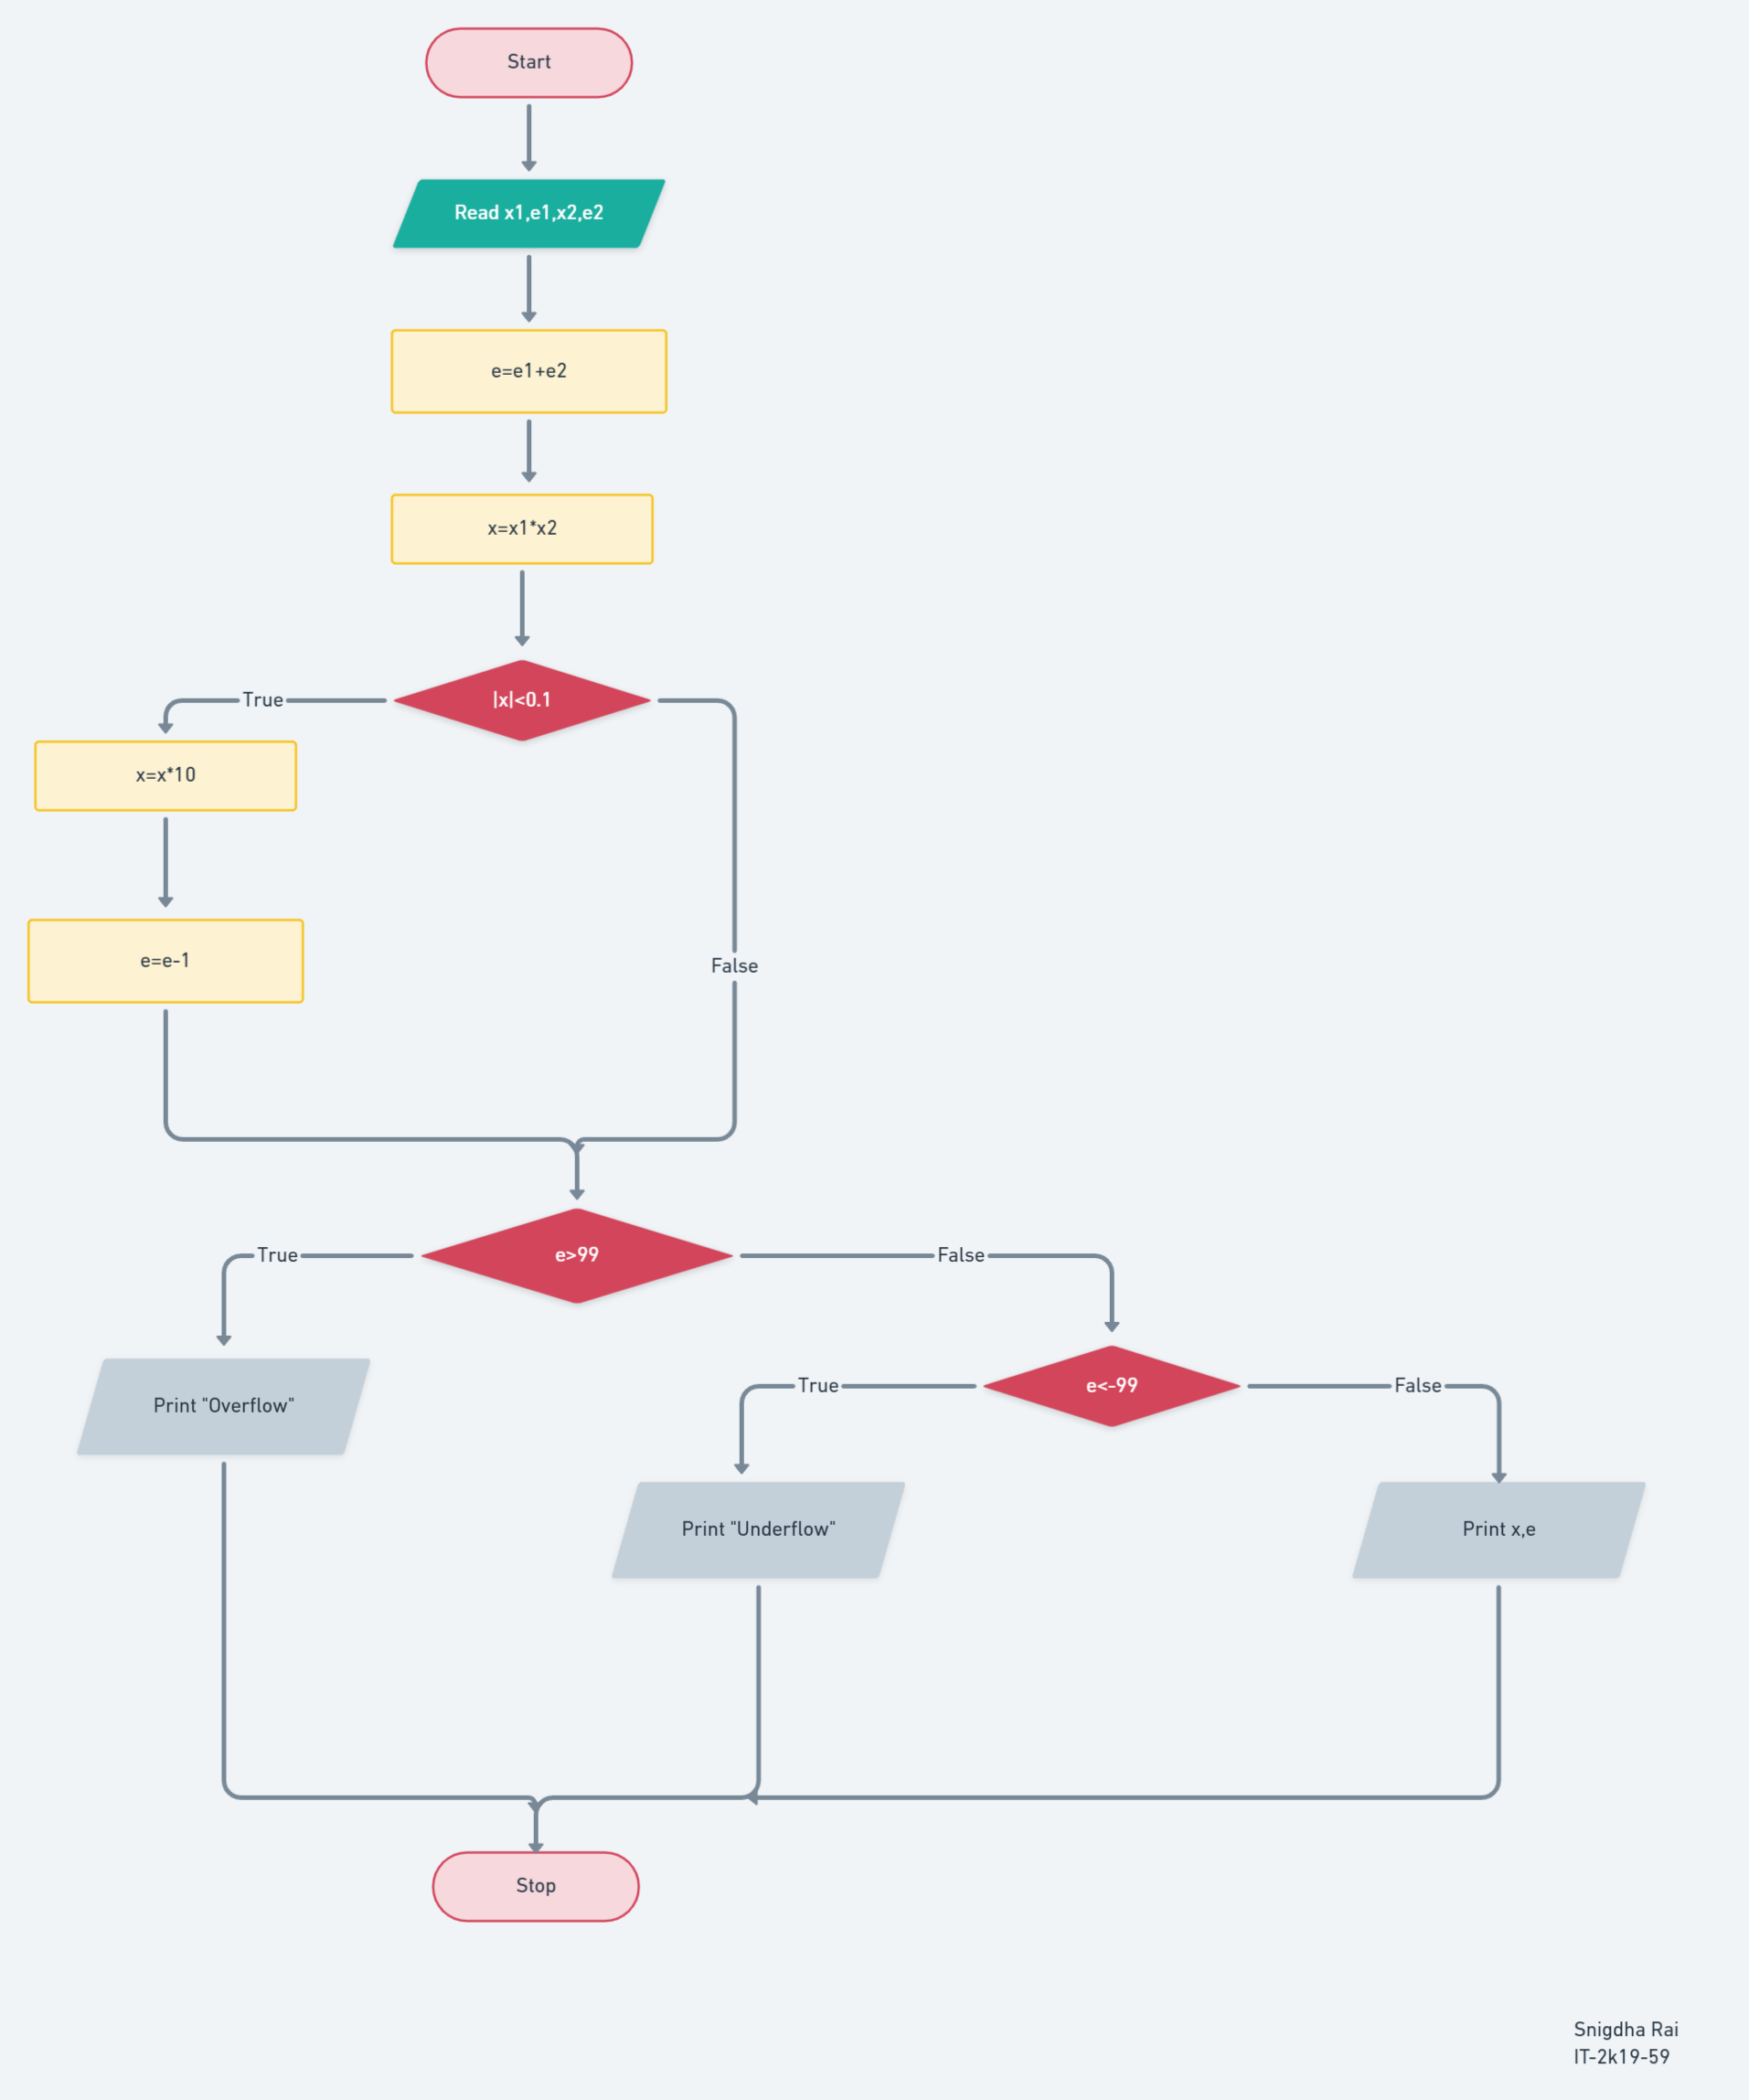 Start
Read x1,e1,x2,e2
e=e1+e2
x=x1*x2
|x|<0.1
True
x=x*10
e=e-1
False
e>99
True
False
e<-99
True
False
Print "Overflow"
Print "Underflow"
Print x,e
Stop
Snigdha Rai
IT-2k19-59